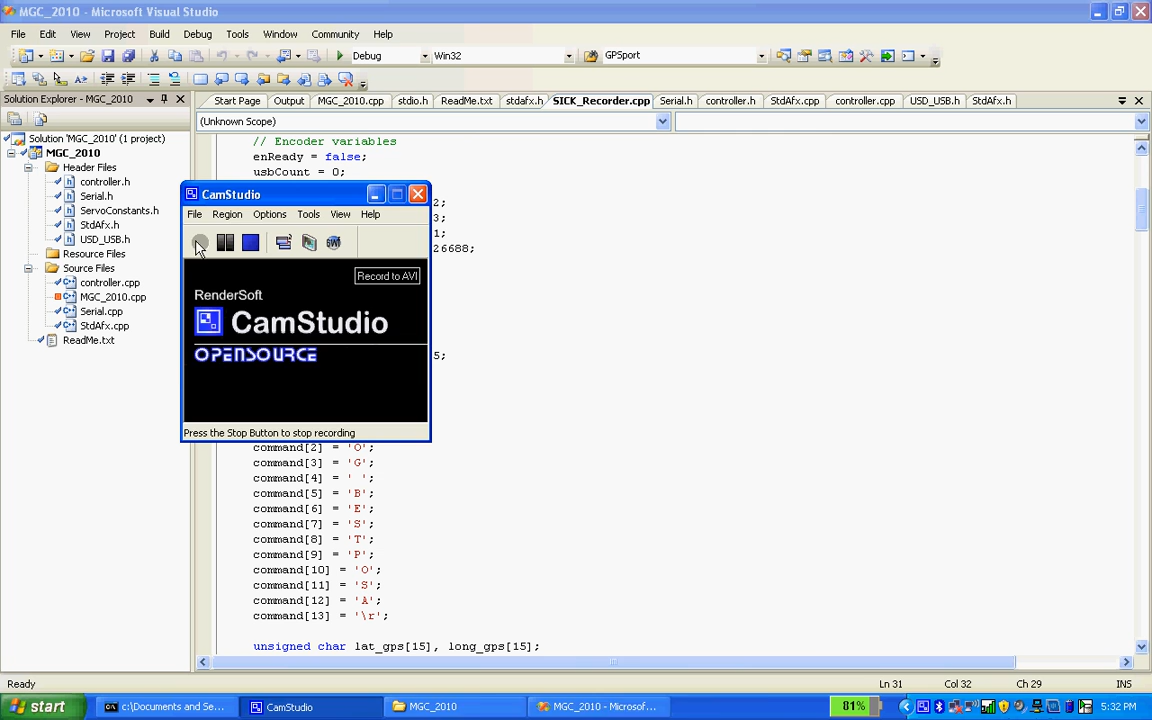 MGC_2010 - Microsoft Visual Studio
File Edit View Project Build Debug Tools Window Community Help
Debug Win32 GPSport
Solution Explorer - MGC_2010
Start Page Output MGC_2010.cpp stdio.h ReadMe.txt stdafx.h SICK_Recorder.cpp Serial.h controller.h StdAfx.cpp controller.cpp USD_USB.h StdAfx.h
(Unknown Scope)
Solution 'MGC_2010' (1 project)
MGC_2010
Header Files
controller.h
Serial.h
ServoConstants.h
StdAfx.h
USD_USB.h
Resource Files
Source Files
controller.cpp
MGC_2010.cpp
Serial.cpp
StdAfx.cpp
ReadMe.txt
// Encoder variables
enReady = false;
usbCount = 0;
2;
3;
1;
26688;
5;
CamStudio
File Region Options Tools View Help
Record to AVI
RenderSoft
CamStudio
OPENSOURCE
Press the Stop Button to stop recording
command[2] = 'O';
command[3] = 'G';
command[4] = ' ';
command[5] = 'B';
command[6] = 'E';
command[7] = 'S';
command[8] = 'T';
command[9] = 'P';
command[10] = 'O';
command[11] = 'S';
command[12] = 'A';
command[13] = '\r';
unsigned char lat_gps[15], long_gps[15];
Ready Ln 31 Col 32 Ch 29 INS
start c:\Documents and Se... CamStudio MGC_2010 MGC_2010 - Microsof... 81% 5:32 PM